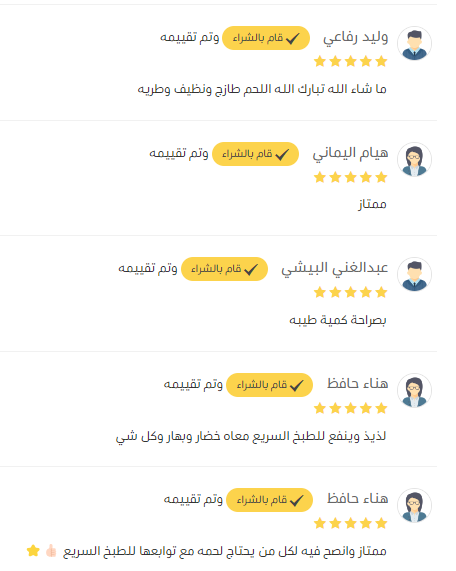 وليد رفاعي ✓ قام بالشراء وتم تقييمه
ما شاء الله تبارك الله اللحم طازج ونظيف وطريه
هيام اليماني ✓ قام بالشراء وتم تقييمه
ممتاز
عبدالغني البيشي ✓ قام بالشراء وتم تقييمه
بصراحة كمية طيبه
هناء حافظ ✓ قام بالشراء وتم تقييمه
لذيذ وينفع للطبخ السريع معاه خضار وبهار وكل شي
هناء حافظ ✓ قام بالشراء وتم تقييمه
ممتاز وانصح فيه لكل من يحتاج لحمه مع توابعها للطبخ السريع 👍🏻 ⭐